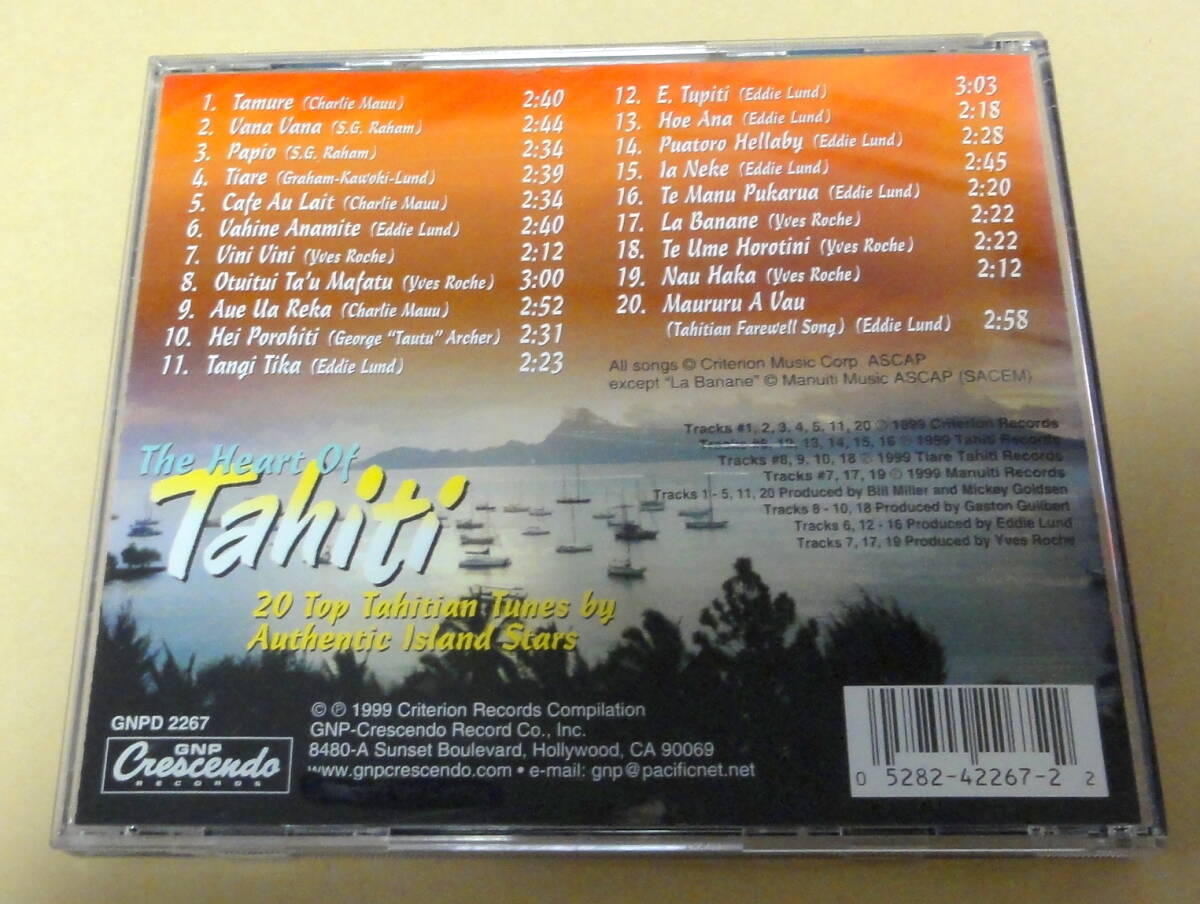 1. Tamure (Charlie Mauu) 2:40
2. Vana Vana (S.G. Raham) 2:44
3. Papio (S.G. Raham) 2:34
4. Tiare (Graham-Kawoki-Lund) 2:39
5. Cafe Au Lait (Charlie Mauu) 2:34
6. Vahine Anamite (Eddie Lund) 2:40
7. Vini Vini (Yves Roche) 2:12
8. Otuitui Ta'u Mafatu (Yves Roche) 3:00
9. Aue Ua Reka (Charlie Mauu) 2:52
10. Hei Porohiti (George "Tautu" Archer) 2:31
11. Tangi Tika (Eddie Lund) 2:23
12. E. Tupiti (Eddie Lund) 3:03
13. Hoe Ana (Eddie Lund) 2:18
14. Puatoro Hellaby (Eddie Lund) 2:28
15. Ia Neke (Eddie Lund) 2:45
16. Te Manu Pukarua (Eddie Lund) 2:20
17. La Banane (Yves Roche) 2:22
18. Te Ume Horotini (Yves Roche) 2:22
19. Nau Haka (Yves Roche) 2:12
20. Maururu A Vau
(Tahitian Farewell Song) (Eddie Lund) 2:58
All songs © Criterion Music Corp. ASCAP
except "La Banane" © Manuiti Music ASCAP (SACEM)
Tracks #1, 2, 3, 4, 5, 11, 20 ℗ 1999 Criterion Records
Tracks #6, 12, 13, 14, 15, 16 ℗ 1999 Tahiti Records
Tracks #8, 9. 10, 18 ℗ 1999 Tiare Tahiti Records
Tracks #7, 17, 19 ℗ 1999 Manuiti Records
Tracks 1 - 5, 11, 20 Produced by Bill Miller and Mickey Goldsen
Tracks 8 - 10, 18 Produced by Gaston Guilbert
Tracks 6, 12 - 16 Produced by Eddie Lund
Tracks 7, 17, 19 Produced by Yves Roche
The Heart Of
Tahiti
20 Top Tahitian Tunes by
Authentic Island Stars
GNPD 2267
GNP
Crescendo
RECORDS
© ℗ 1999 Criterion Records Compilation
GNP-Crescendo Record Co., Inc.
8480-A Sunset Boulevard, Hollywood, CA 90069
www.gnpcrescendo.com • e-mail: gnp@pacificnet.net
0 5282-42267-2 2